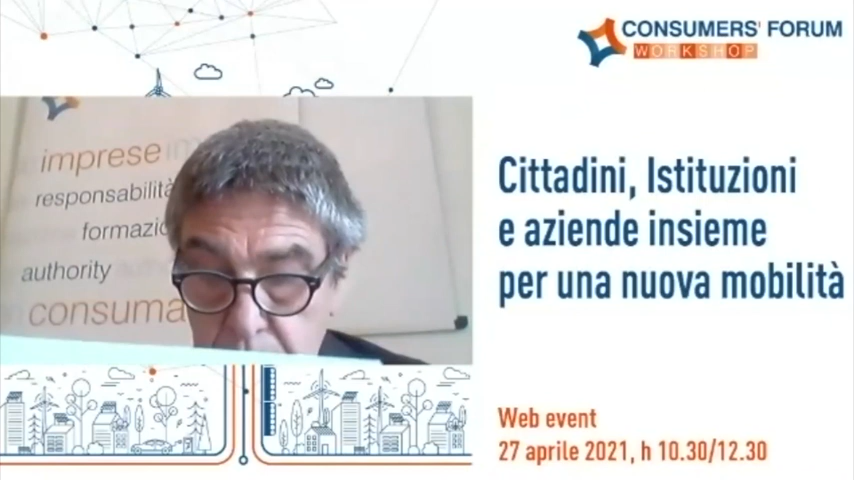 CONSUMERS' FORUM
WORKSHOP
imprese
responsabilità
formazio
authority
consuma
Cittadini, Istituzioni
e aziende insieme
per una nuova mobilità
Web event
27 aprile 2021, h 10.30/12.30